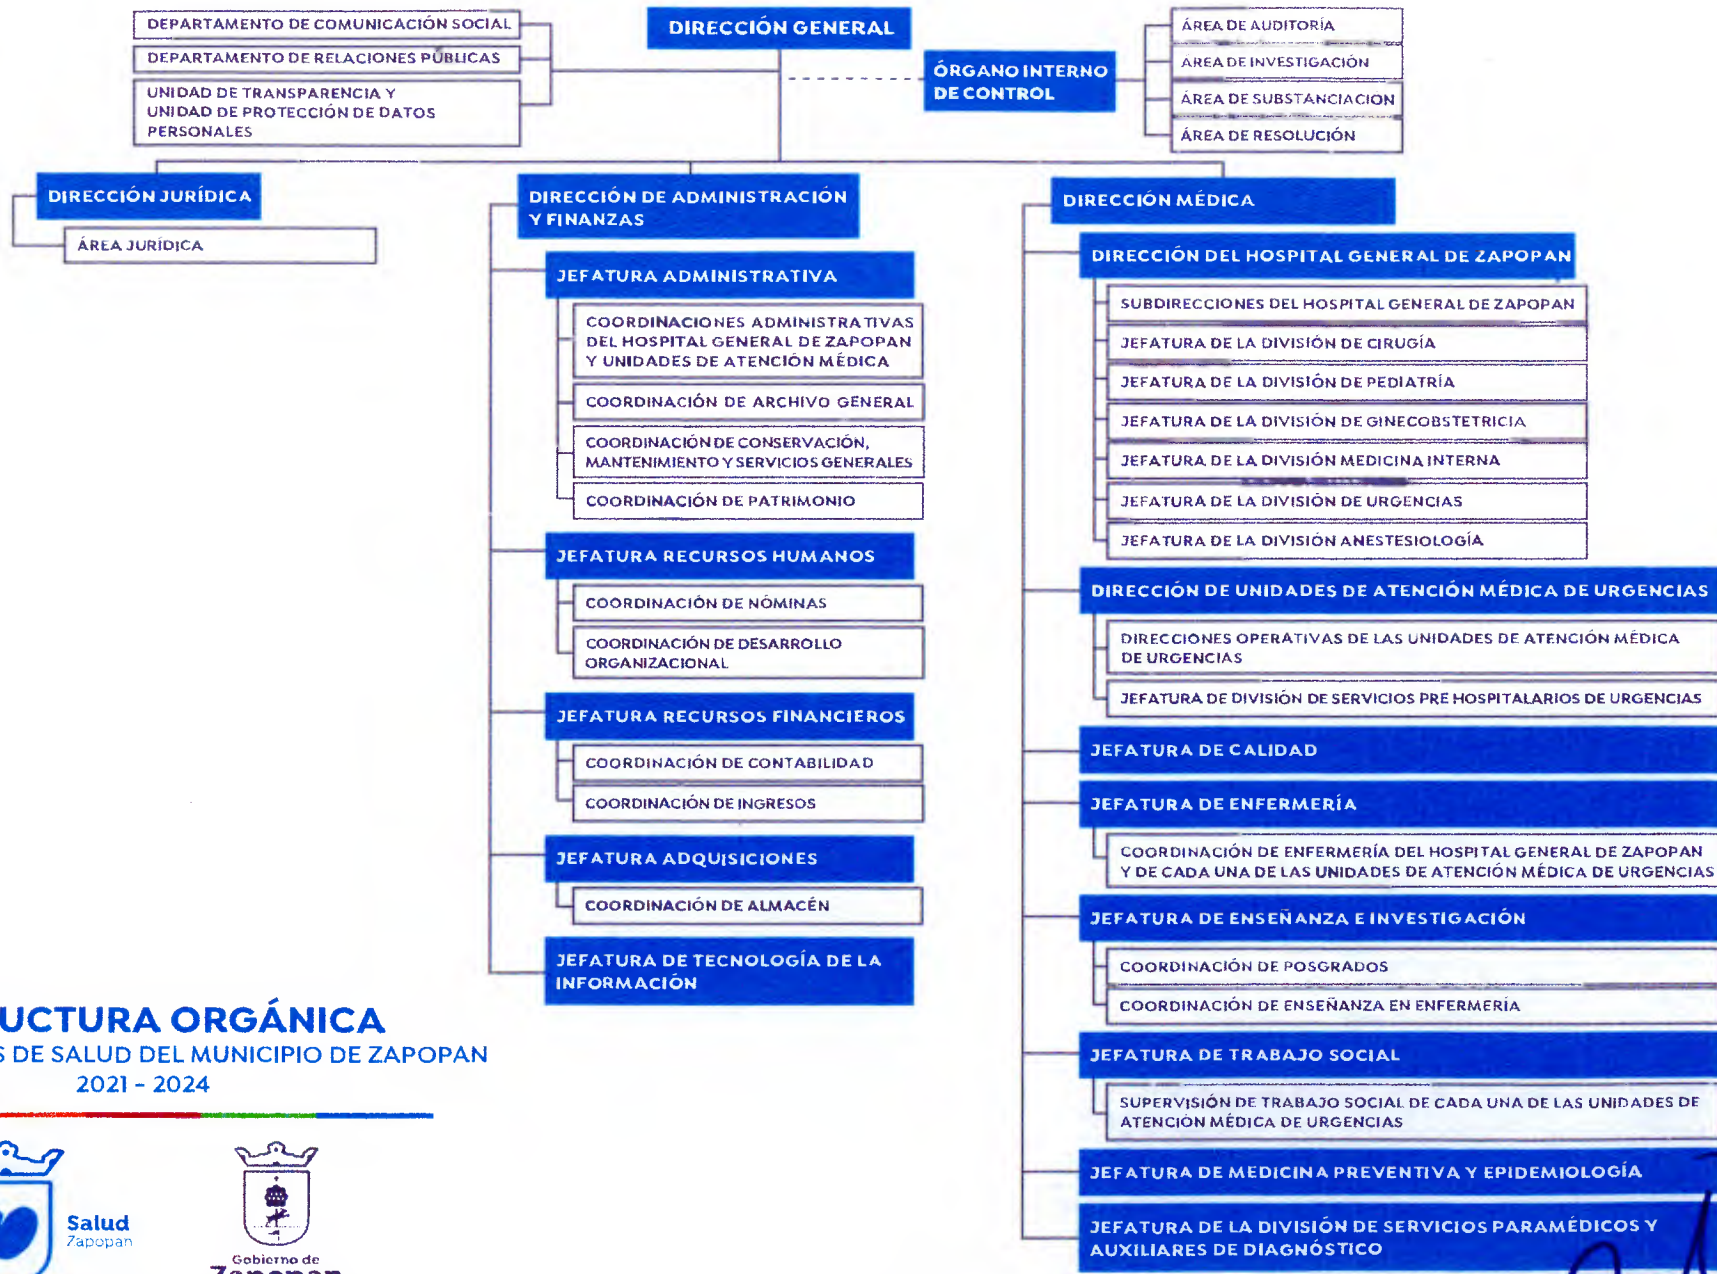 DEPARTAMENTO DE COMUNICACIÓN SOCIAL
DEPARTAMENTO DE RELACIONES PÚBLICAS
UNIDAD DE TRANSPARENCIA Y
UNIDAD DE PROTECCIÓN DE DATOS
PERSONALES
DIRECCIÓN GENERAL
ÓRGANO INTERNO
DE CONTROL
ÁREA DE AUDITORÍA
ÁREA DE INVESTIGACIÓN
ÁREA DE SUBSTANCIACION
ÁREA DE RESOLUCIÓN
DIRECCIÓN JURÍDICA
ÁREA JURÍDICA
DIRECCIÓN DE ADMINISTRACIÓN
Y FINANZAS
JEFATURA ADMINISTRATIVA
COORDINACIONES ADMINISTRATIVAS
DEL HOSPITAL GENERAL DE ZAPOPAN
Y UNIDADES DE ATENCIÓN MÉDICA
COORDINACIÓN DE ARCHIVO GENERAL
COORDINACIÓN DE CONSERVACIÓN,
MANTENIMIENTO Y SERVICIOS GENERALES
COORDINACIÓN DE PATRIMONIO
JEFATURA RECURSOS HUMANOS
COORDINACIÓN DE NÓMINAS
COORDINACIÓN DE DESARROLLO
ORGANIZACIONAL
JEFATURA RECURSOS FINANCIEROS
COORDINACIÓN DE CONTABILIDAD
COORDINACIÓN DE INGRESOS
JEFATURA ADQUISICIONES
COORDINACIÓN DE ALMACÉN
JEFATURA DE TECNOLOGÍA DE LA
INFORMACIÓN
DIRECCIÓN MÉDICA
DIRECCIÓN DEL HOSPITAL GENERAL DE ZAPOPAN
SUBDIRECCIONES DEL HOSPITAL GENERAL DE ZAPOPAN
JEFATURA DE LA DIVISIÓN DE CIRUGÍA
JEFATURA DE LA DIVISIÓN DE PEDIATRÍA
JEFATURA DE LA DIVISIÓN DE GINECOBSTETRICIA
JEFATURA DE LA DIVISIÓN MEDICINA INTERNA
JEFATURA DE LA DIVISIÓN DE URGENCIAS
JEFATURA DE LA DIVISIÓN ANESTESIOLOGÍA
DIRECCIÓN DE UNIDADES DE ATENCIÓN MÉDICA DE URGENCIAS
DIRECCIONES OPERATIVAS DE LAS UNIDADES DE ATENCIÓN MÉDICA
DE URGENCIAS
JEFATURA DE DIVISIÓN DE SERVICIOS PRE HOSPITALARIOS DE URGENCIAS
JEFATURA DE CALIDAD
JEFATURA DE ENFERMERÍA
COORDINACIÓN DE ENFERMERÍA DEL HOSPITAL GENERAL DE ZAPOPAN
Y DE CADA UNA DE LAS UNIDADES DE ATENCIÓN MÉDICA DE URGENCIAS
JEFATURA DE ENSEÑANZA E INVESTIGACIÓN
COORDINACIÓN DE POSGRADOS
COORDINACIÓN DE ENSEÑANZA EN ENFERMERÍA
JEFATURA DE TRABAJO SOCIAL
SUPERVISIÓN DE TRABAJO SOCIAL DE CADA UNA DE LAS UNIDADES DE
ATENCIÓN MÉDICA DE URGENCIAS
JEFATURA DE MEDICINA PREVENTIVA Y EPIDEMIOLOGÍA
JEFATURA DE LA DIVISIÓN DE SERVICIOS PARAMÉDICOS Y
AUXILIARES DE DIAGNÓSTICO
UCTURA ORGÁNICA
S DE SALUD DEL MUNICIPIO DE ZAPOPAN
2021 - 2024
Salud
Zapopan
Gobierno de
Zapopan